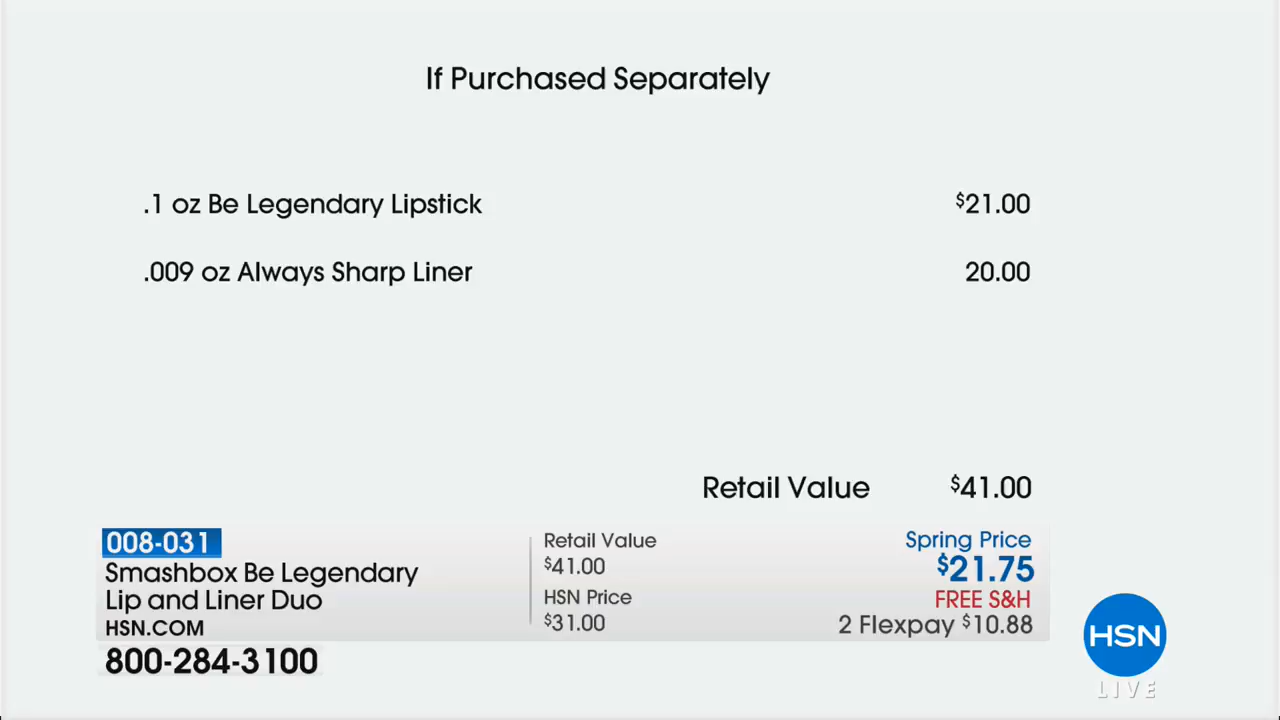 If Purchased Separately
.1 oz Be Legendary Lipstick $21.00
.009 oz Always Sharp Liner 20.00
Retail Value $41.00
008-031
Smashbox Be Legendary
Lip and Liner Duo
HSN.COM
800-284-3100
Retail Value
$41.00
HSN Price
$31.00
Spring Price
$21.75
FREE S&H
2 Flexpay $10.88
HSN
LIVE